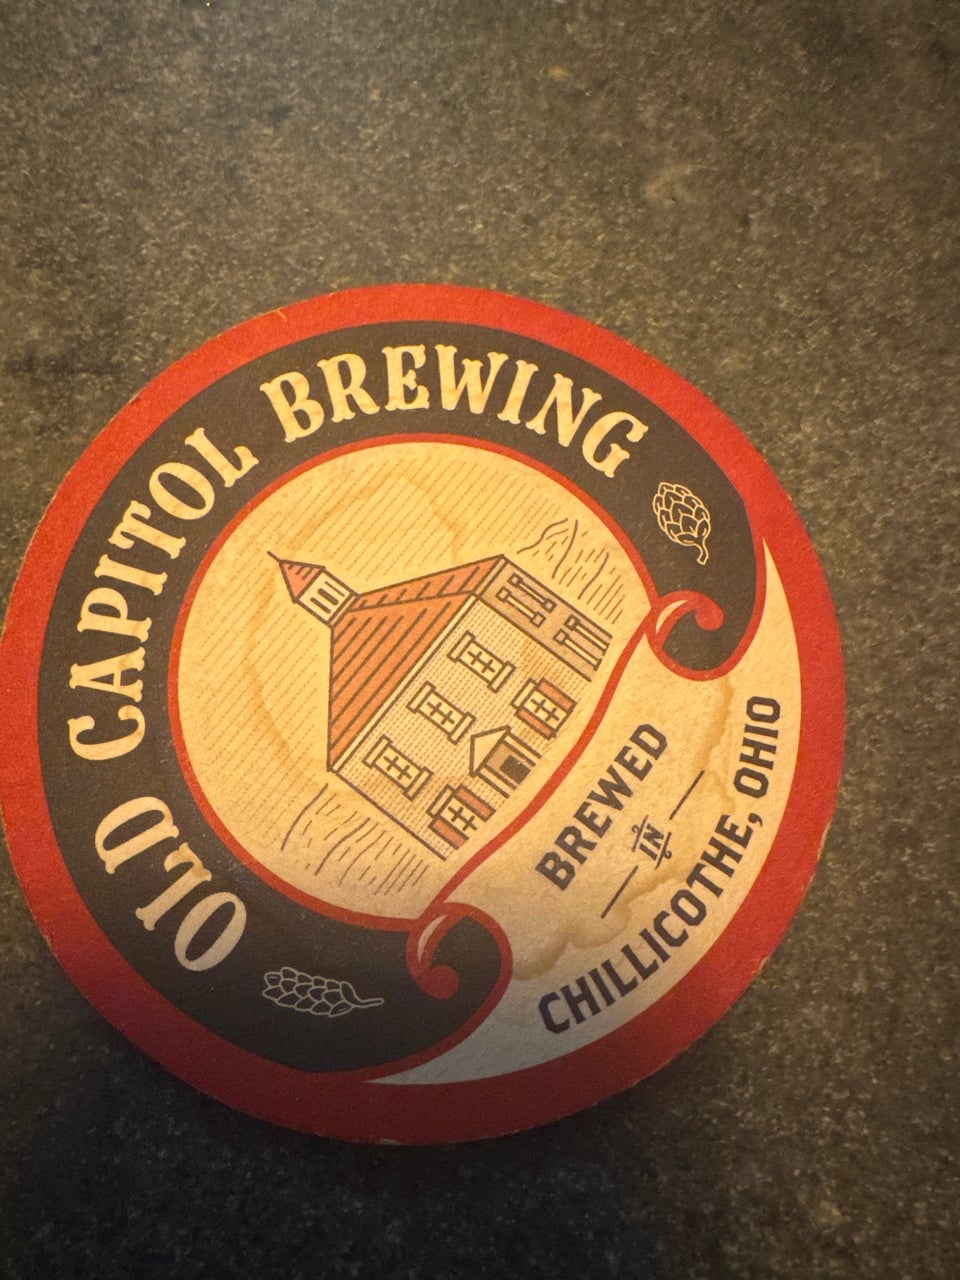 OLD CAPITOL BREWING
BREWED
IN
CHILLICOTHE, OHIO